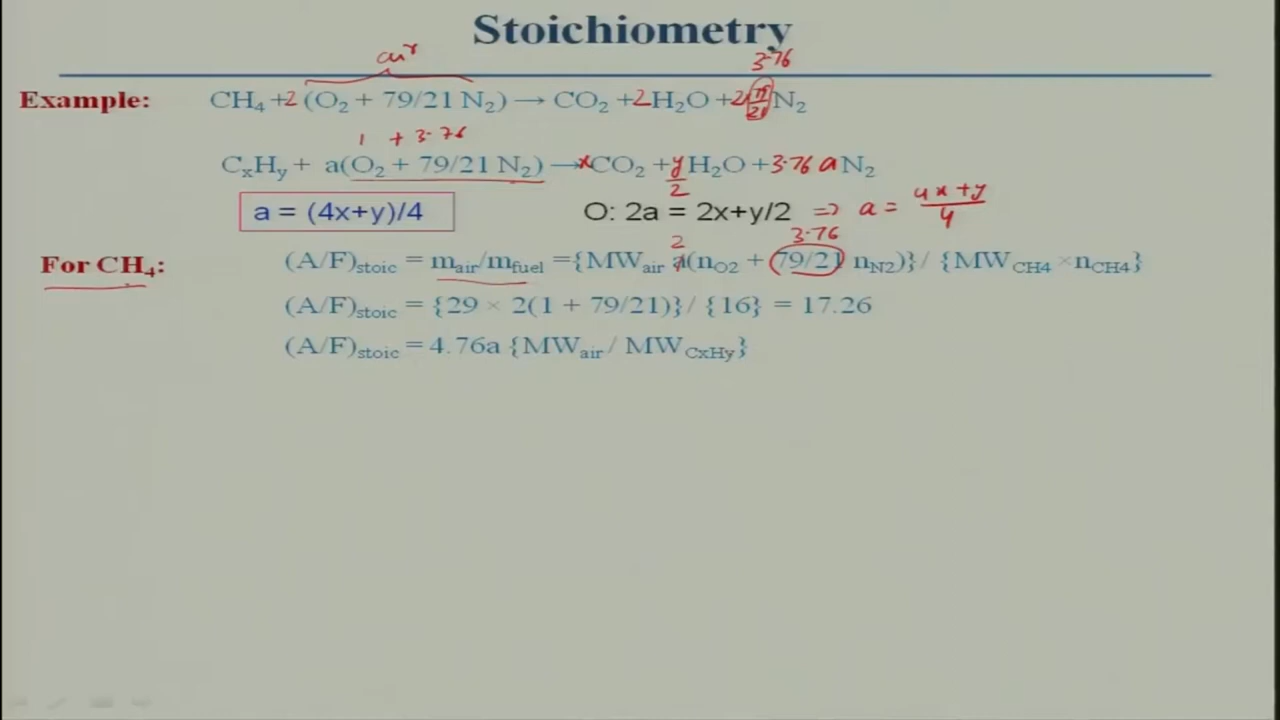 Stoichiometry
air
3.76
Example: CH₄ +2 (O₂ + 79/21 N₂) → CO₂ +2H₂O +2 79/21 N₂
1 + 3.76
CₓHᵧ + a(O₂ + 79/21 N₂) → xCO₂ + y/2 H₂O + 3.76 a N₂
a = (4x+y)/4 O: 2a = 2x+y/2 ⇒ a = 4x+y/4
2 3.76
For CH₄: (A/F)stoic = mair/mfuel ={MWair a(nO2 + 79/21 nN2)}/ {MWCH4 ×nCH4}
(A/F)stoic = {29 × 2(1 + 79/21)}/ {16} = 17.26
(A/F)stoic = 4.76a {MWair / MWCxHy}